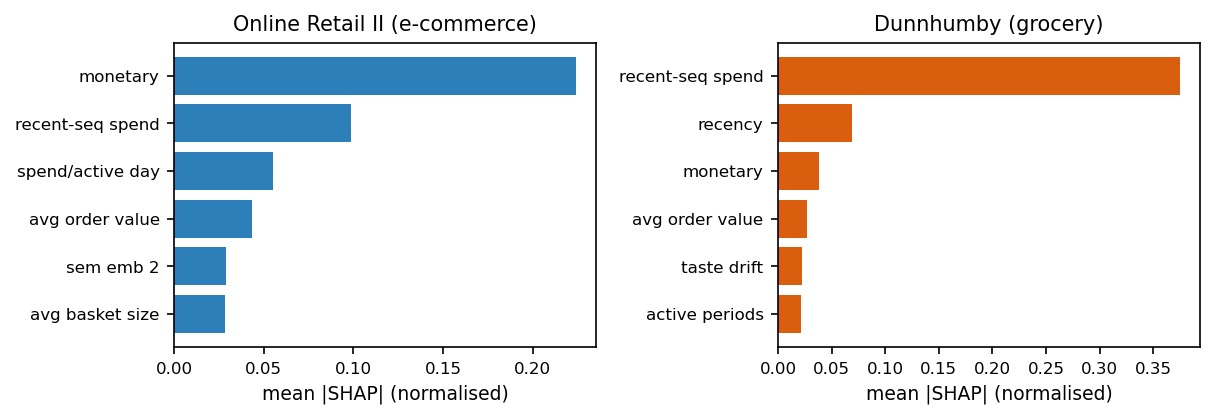 Online Retail II (e-commerce)
monetary
recent-seq spend
spend/active day
avg order value
sem emb 2
avg basket size
0.00 0.05 0.10 0.15 0.20
mean |SHAP| (normalised)
Dunnhumby (grocery)
recent-seq spend
recency
monetary
avg order value
taste drift
active periods
0.00 0.05 0.10 0.15 0.20 0.25 0.30 0.35
mean |SHAP| (normalised)